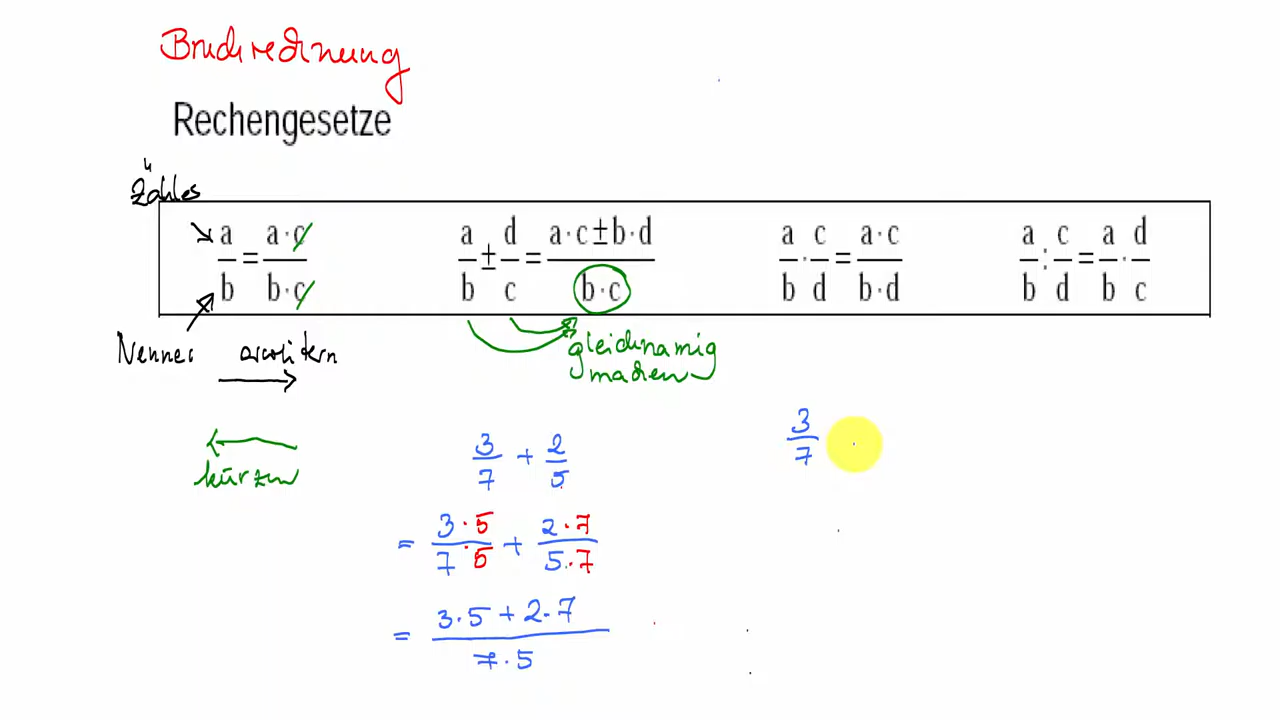 Bruchrechnung
Rechengesetze
Zähler
a/b = a·c/b·c
a/b ± d/c = a·c±b·d/b·c
a/b · c/d = a·c/b·d
a/b : c/d = a/b · d/c
Nenner erweitern
gleichnamig
machen
kürzen
3/7 + 2/5
= 3·5/7·5 + 2·7/5·7
= 3·5 + 2·7/7·5
3/7 ·